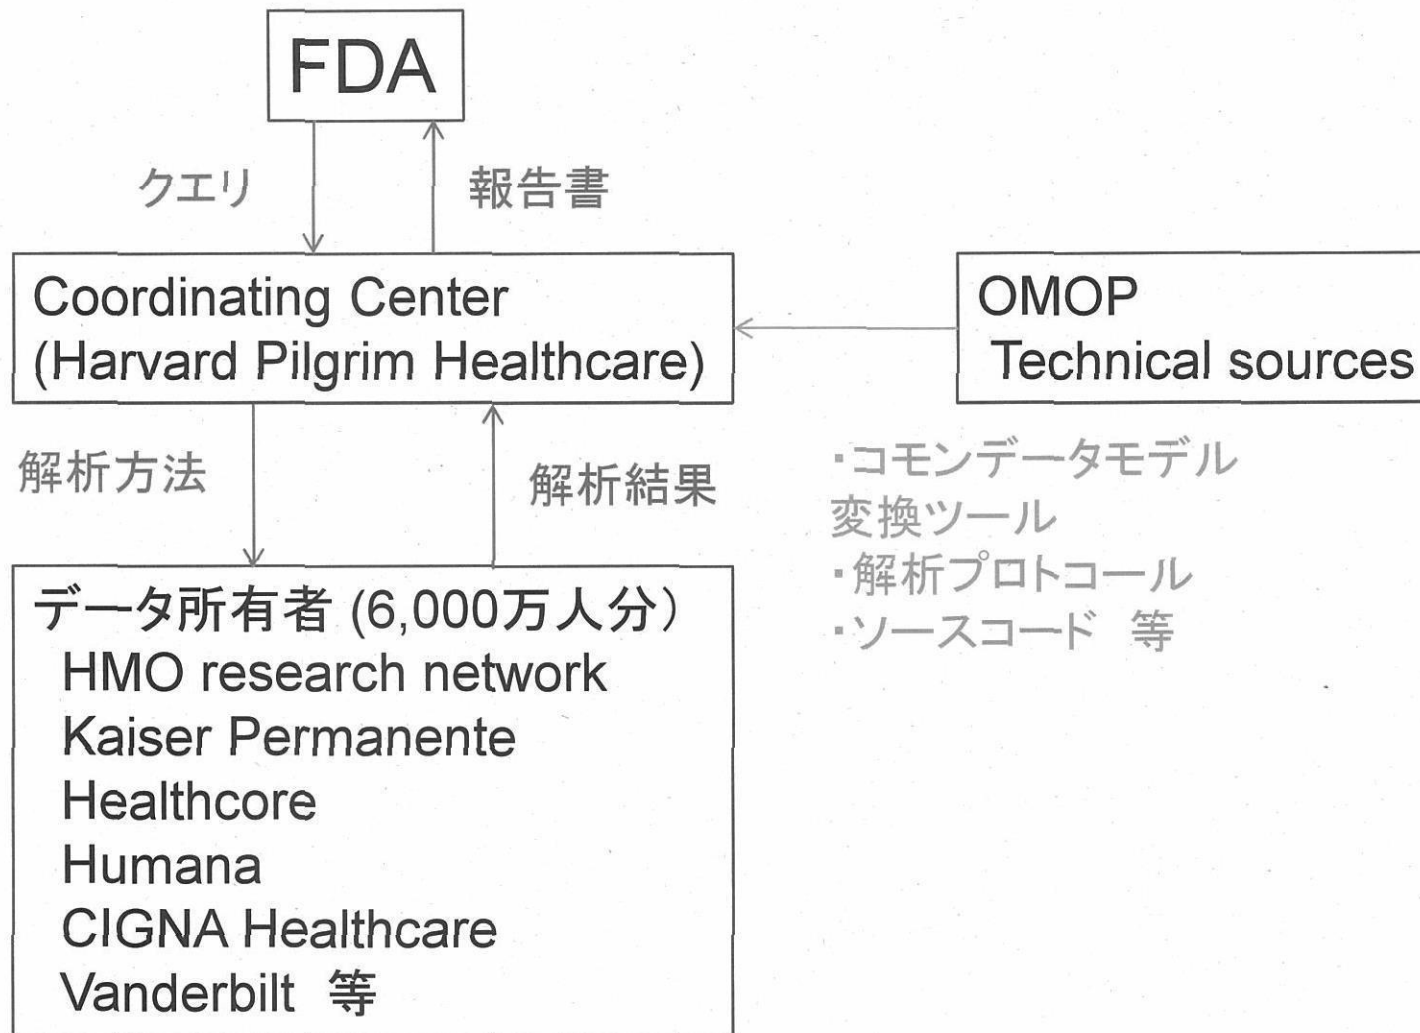 FDA
クエリ
報告書
Coordinating Center
(Harvard Pilgrim Healthcare)
OMOP
Technical sources
解析方法
解析結果
・コモンデータモデル
変換ツール
・解析プロトコール
・ソースコード 等
データ所有者 (6,000万人分)
HMO research network
Kaiser Permanente
Healthcore
Humana
CIGNA Healthcare
Vanderbilt 等